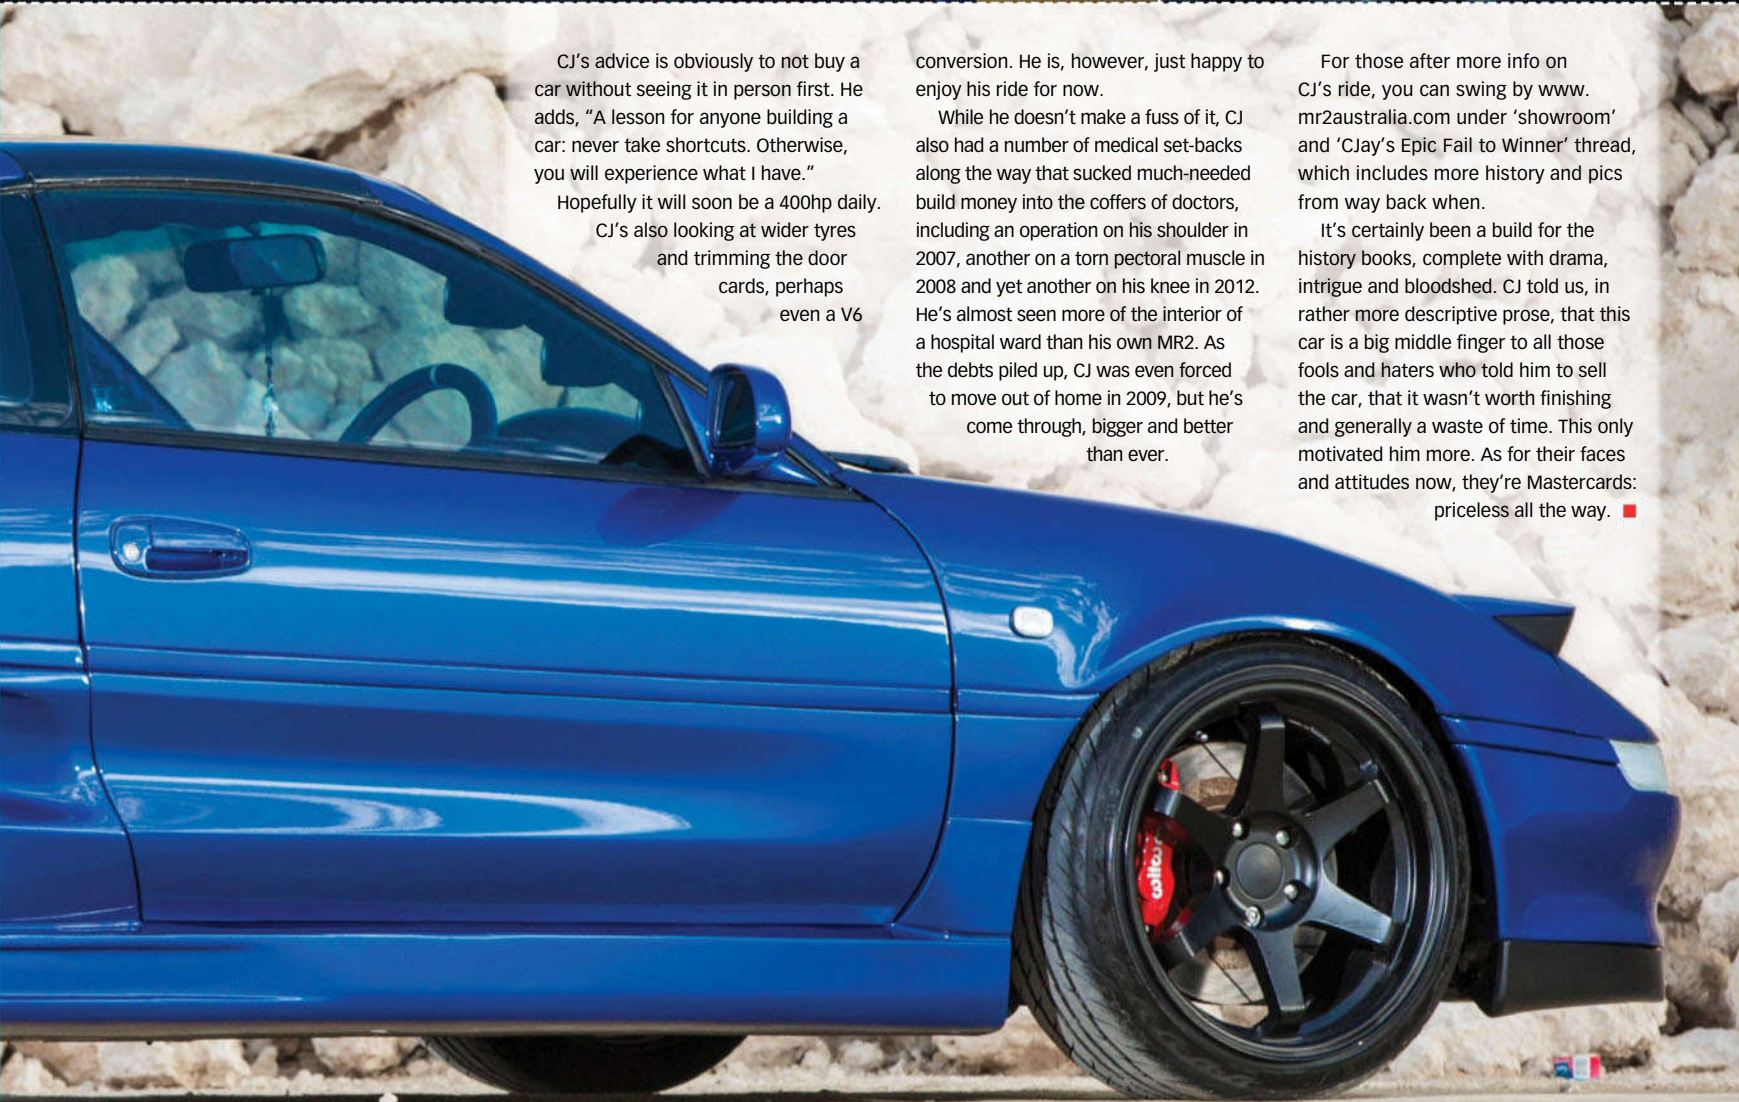 CJ's advice is obviously to not buy a
car without seeing it in person first. He
adds, “A lesson for anyone building a
car: never take shortcuts. Otherwise,
you will experience what I have.”
Hopefully it will soon be a 400hp daily.
CJ's also looking at wider tyres
and trimming the door
cards, perhaps
even a V6
conversion. He is, however, just happy to
enjoy his ride for now.
While he doesn't make a fuss of it, CJ
also had a number of medical set-backs
along the way that sucked much-needed
build money into the coffers of doctors,
including an operation on his shoulder in
2007, another on a torn pectoral muscle in
2008 and yet another on his knee in 2012.
He's almost seen more of the interior of
a hospital ward than his own MR2. As
the debts piled up, CJ was even forced
to move out of home in 2009, but he's
come through, bigger and better
than ever.
For those after more info on
CJ's ride, you can swing by www.
mr2australia.com under ‘showroom’
and ‘CJay's Epic Fail to Winner’ thread,
which includes more history and pics
from way back when.
It's certainly been a build for the
history books, complete with drama,
intrigue and bloodshed. CJ told us, in
rather more descriptive prose, that this
car is a big middle finger to all those
fools and haters who told him to sell
the car, that it wasn't worth finishing
and generally a waste of time. This only
motivated him more. As for their faces
and attitudes now, they're Mastercards:
priceless all the way.
wilwood